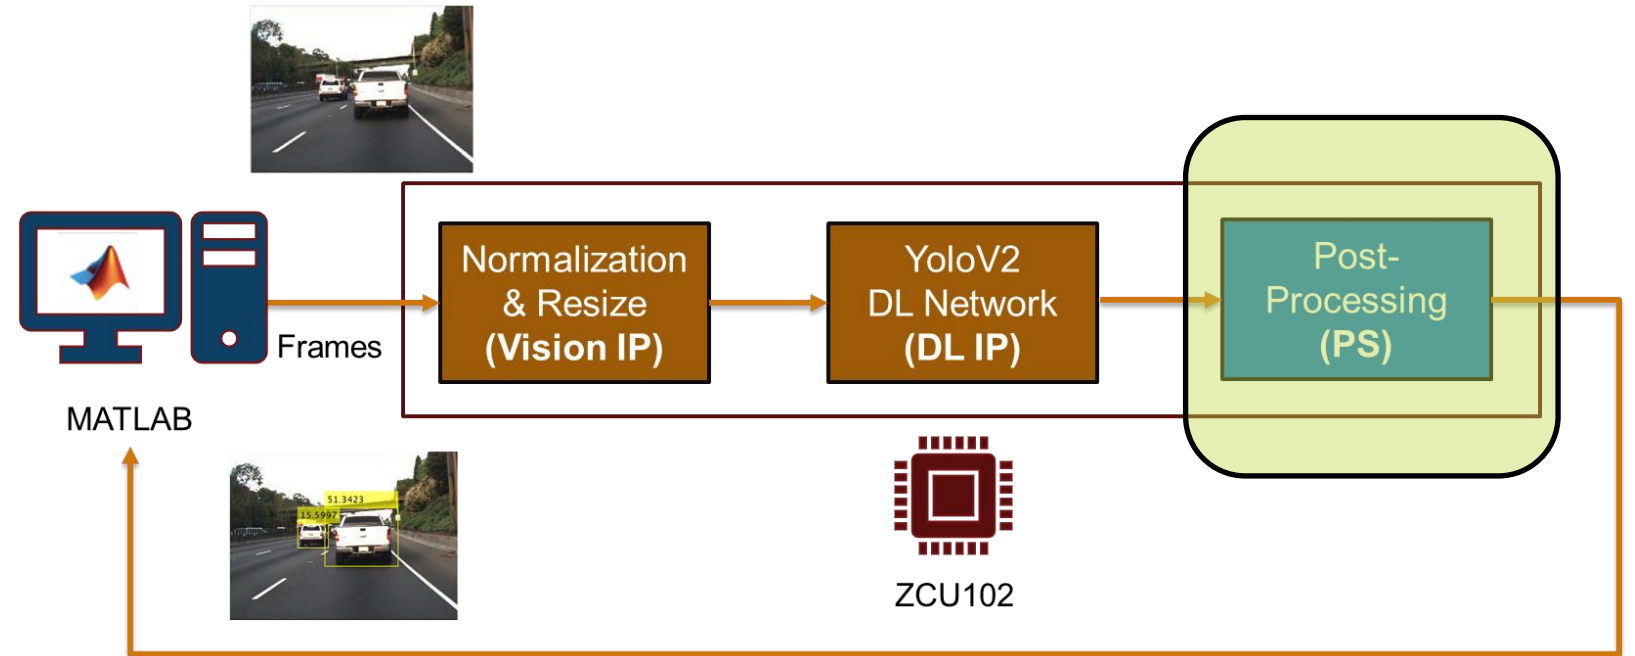 Frames
MATLAB
Normalization
& Resize
(Vision IP)
YoloV2
DL Network
(DL IP)
Post-
Processing
(PS)
51.3423
15.5997
ZCU102